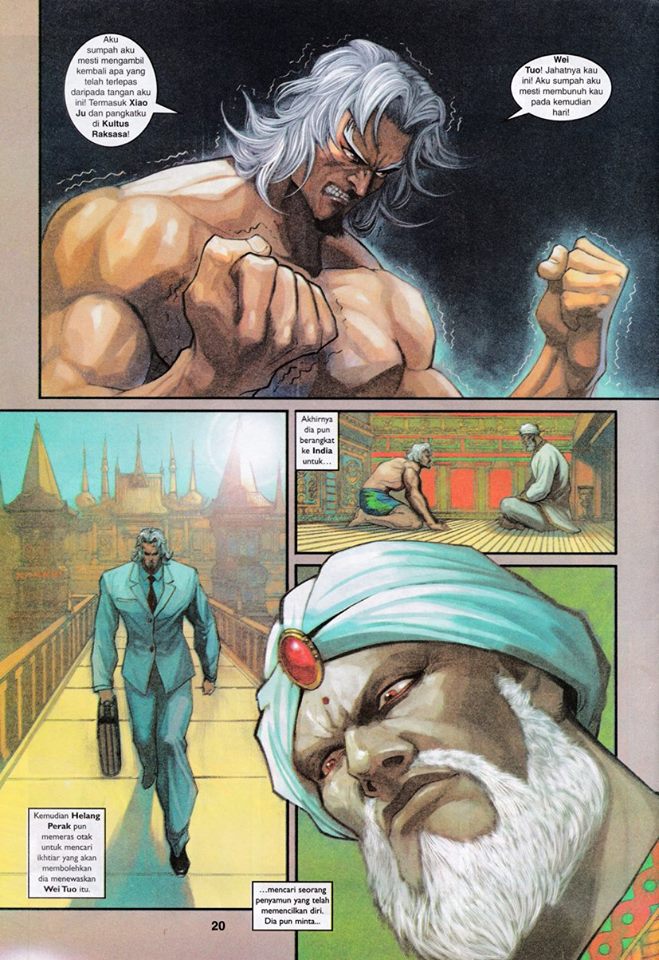 Aku
sumpah aku
mesti mengambil
kembali apa yang
telah terlepas
daripada tangan aku
ini! Termasuk Xiao
Ju dan pangkatku
di Kultus
Raksasa!
Wei
Tuo! Jahatnya kau
ini! Aku sumpah aku
mesti membunuh kau
pada kemudian
hari!
Kemudian Helang
Perak pun
memeras otak
untuk mencari
ikhtiar yang akan
membolehkan
dia menewaskan
Wei Tuo itu.
Akhirnya
dia pun
berangkat
ke India
untuk...
...mencari seorang
penyamun yang telah
memencilkan diri.
Dia pun minta...
20